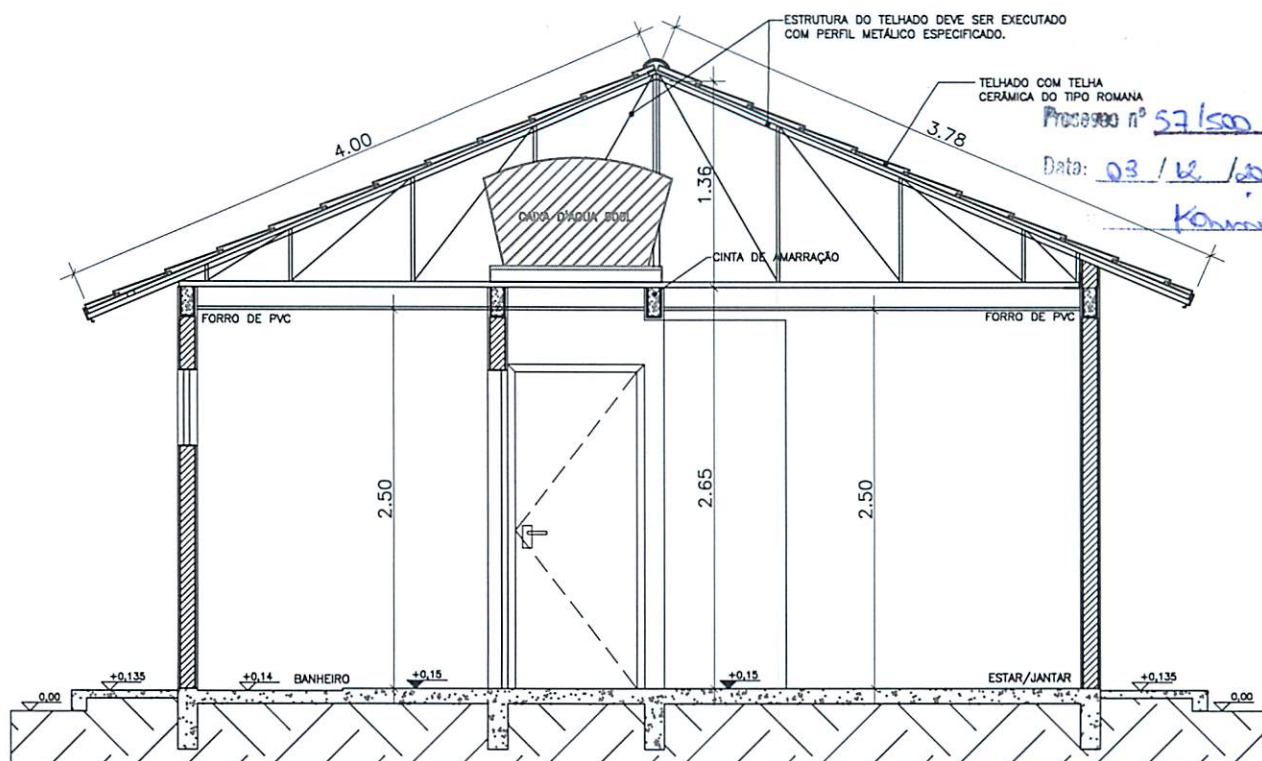 ESTRUTURA DO TELHADO DEVE SER EXECUTADO
COM PERFIL METÁLICO ESPECIFICADO.
TELHADO COM TELHA
CERÂMICA DO TIPO ROMANA
Processo nº 57/500
Data: 03 / 12 /20
4.00
3.78
1.36
CAIXA D'AGUA 500L
CINTA DE AMARRAÇÃO
FORRO DE PVC
FORRO DE PVC
2.50
2.65
2.50
0,00
+0,135
+0,14
BANHEIRO
+0,15
+0,15
ESTAR/JANTAR
+0,135
0,00